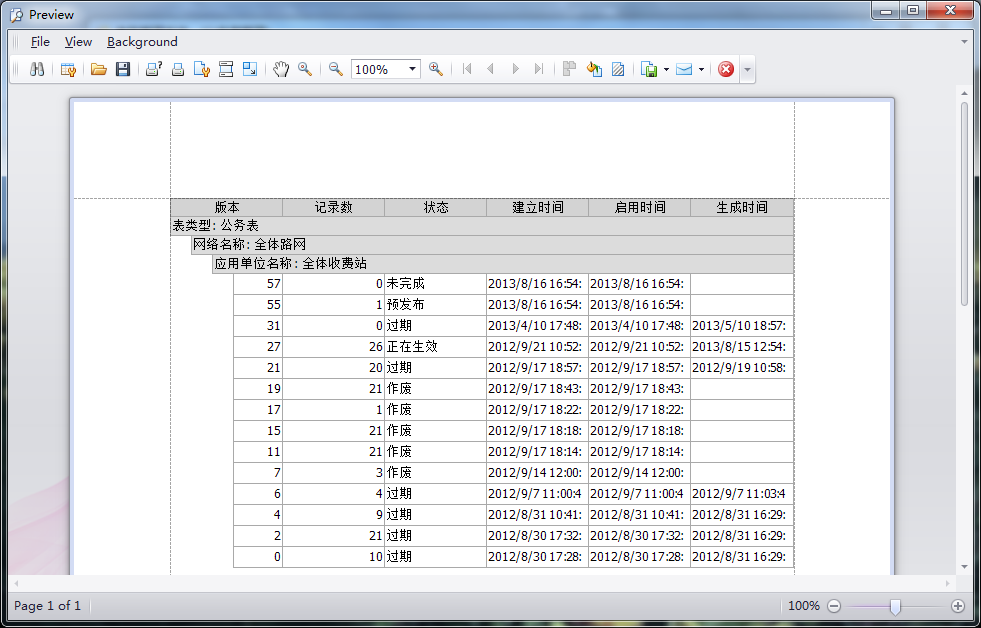 Preview
File View Background
100%
版本 记录数 状态 建立时间 启用时间 生成时间
表类型: 公务表
网络名称: 全体路网
应用单位名称: 全体收费站
57 0 未完成 2013/8/16 16:54: 2013/8/16 16:54:
55 1 预发布 2013/8/16 16:54: 2013/8/16 16:54:
31 0 过期 2013/4/10 17:48: 2013/4/10 17:48: 2013/5/10 18:57:
27 26 正在生效 2012/9/21 10:52: 2012/9/21 10:52: 2013/8/15 12:54:
21 20 过期 2012/9/17 18:57: 2012/9/17 18:57: 2012/9/19 10:58:
19 21 作废 2012/9/17 18:43: 2012/9/17 18:43:
17 1 作废 2012/9/17 18:22: 2012/9/17 18:22:
15 21 作废 2012/9/17 18:18: 2012/9/17 18:18:
11 21 作废 2012/9/17 18:14: 2012/9/17 18:14:
7 3 作废 2012/9/14 12:00: 2012/9/14 12:00:
6 4 过期 2012/9/7 11:00:4 2012/9/7 11:00:4 2012/9/7 11:03:4
4 9 过期 2012/8/31 10:41: 2012/8/31 10:41: 2012/8/31 16:29:
2 21 过期 2012/8/30 17:32: 2012/8/30 17:32: 2012/8/31 16:29:
0 10 过期 2012/8/30 17:28: 2012/8/30 17:28: 2012/8/31 16:29:
Page 1 of 1 100%